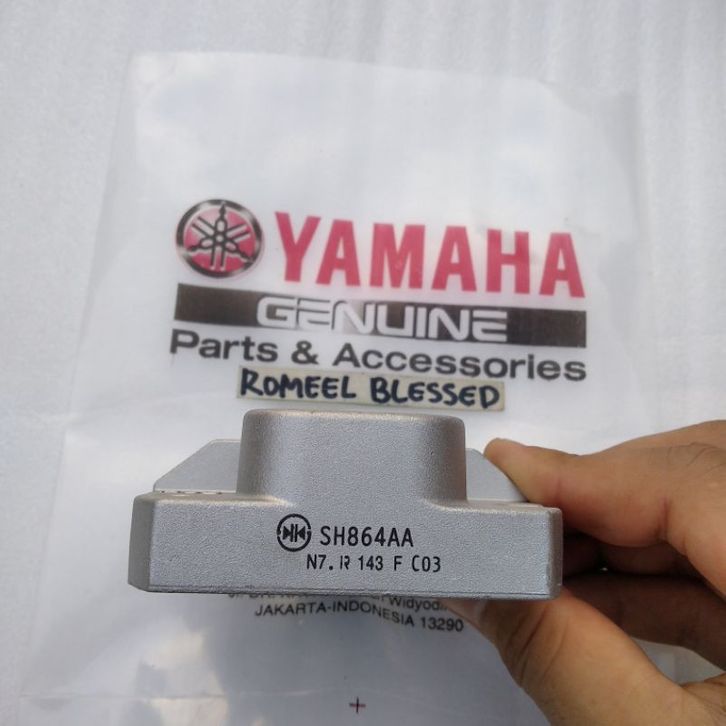 YAMAHA
GENUINE
Parts & Accessories
ROMEEL BLESSED
SH864AA
N7. R 143 F C03
JAKARTA-INDONESIA 13290